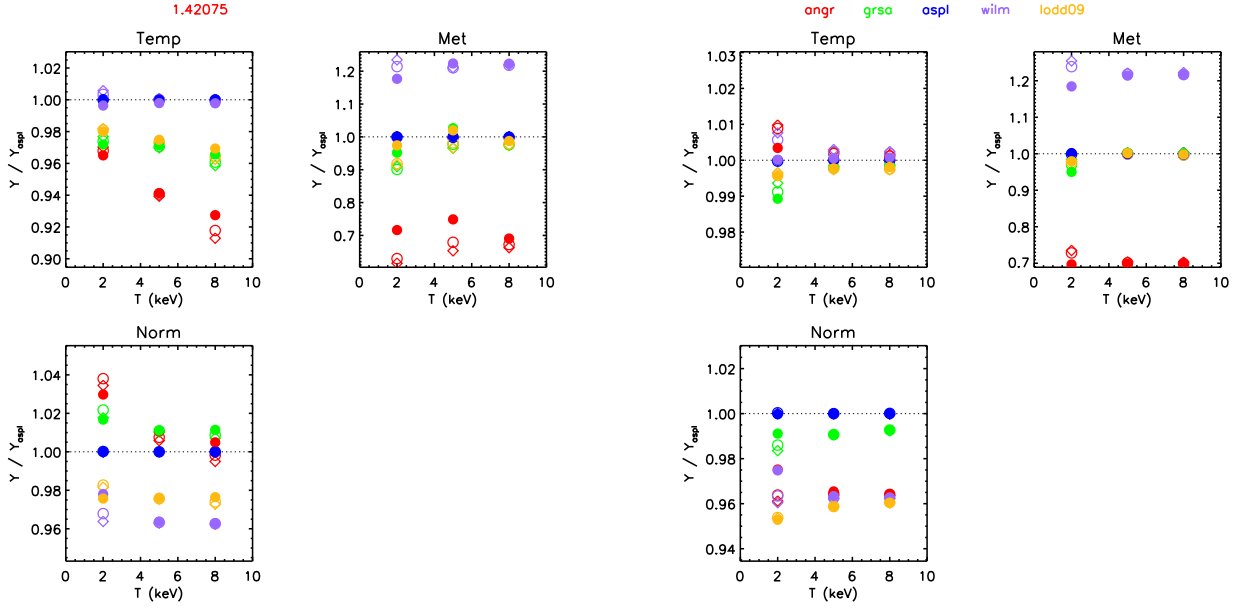 1.42075
angr grsa aspl wilm lodd09
Temp
1.02
1.00
0.98
0.96
0.94
0.92
0.90
Y / Yaspl
0 2 4 6 8 10
T (keV)
Met
1.2
1.1
1.0
0.9
0.8
0.7
Y / Yaspl
0 2 4 6 8 10
T (keV)
Temp
1.03
1.02
1.01
1.00
0.99
0.98
Y / Yaspl
0 2 4 6 8 10
T (keV)
Met
1.2
1.1
1.0
0.9
0.8
0.7
Y / Yaspl
0 2 4 6 8 10
T (keV)
Norm
1.04
1.02
1.00
0.98
0.96
Y / Yaspl
0 2 4 6 8 10
T (keV)
Norm
1.02
1.00
0.98
0.96
0.94
Y / Yaspl
0 2 4 6 8 10
T (keV)